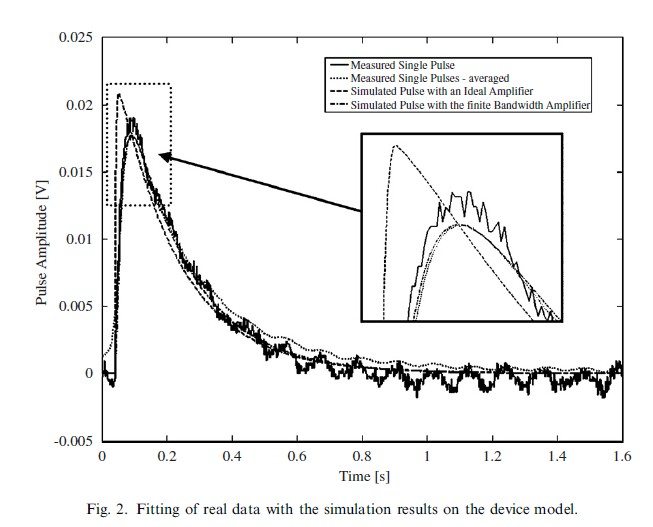 0.025
0.02
0.015
0.01
0.005
0
-0.005
Pulse Amplitude [V]
Measured Single Pulse
Measured Single Pulses - averaged
Simulated Pulse with an Ideal Amplifier
Simulated Pulse with the finite Bandwidth Amplifier
0 0.2 0.4 0.6 0.8 1 1.2 1.4 1.6
Time [s]
Fig. 2. Fitting of real data with the simulation results on the device model.